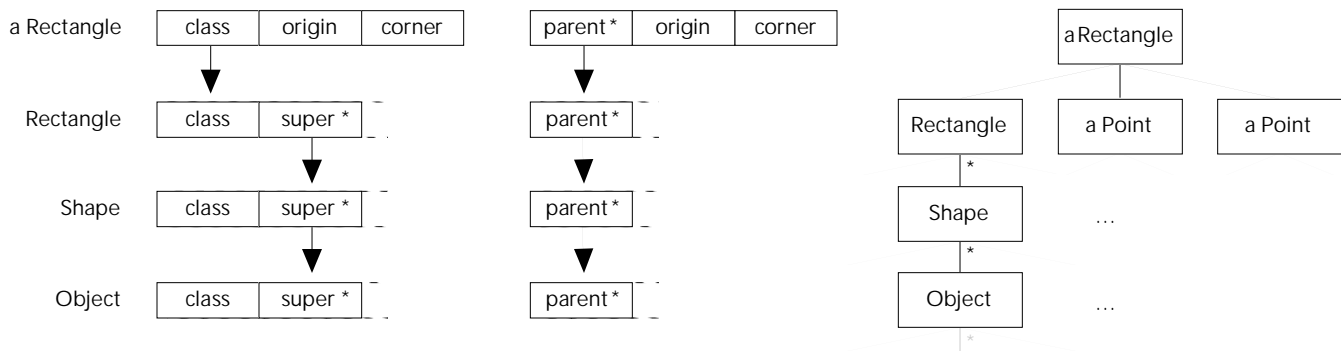 a Rectangle class origin corner parent * origin corner
a Rectangle
Rectangle class super * parent * Rectangle a Point a Point
*
Shape class super * parent * Shape ...
*
Object class super * parent * Object ...
*